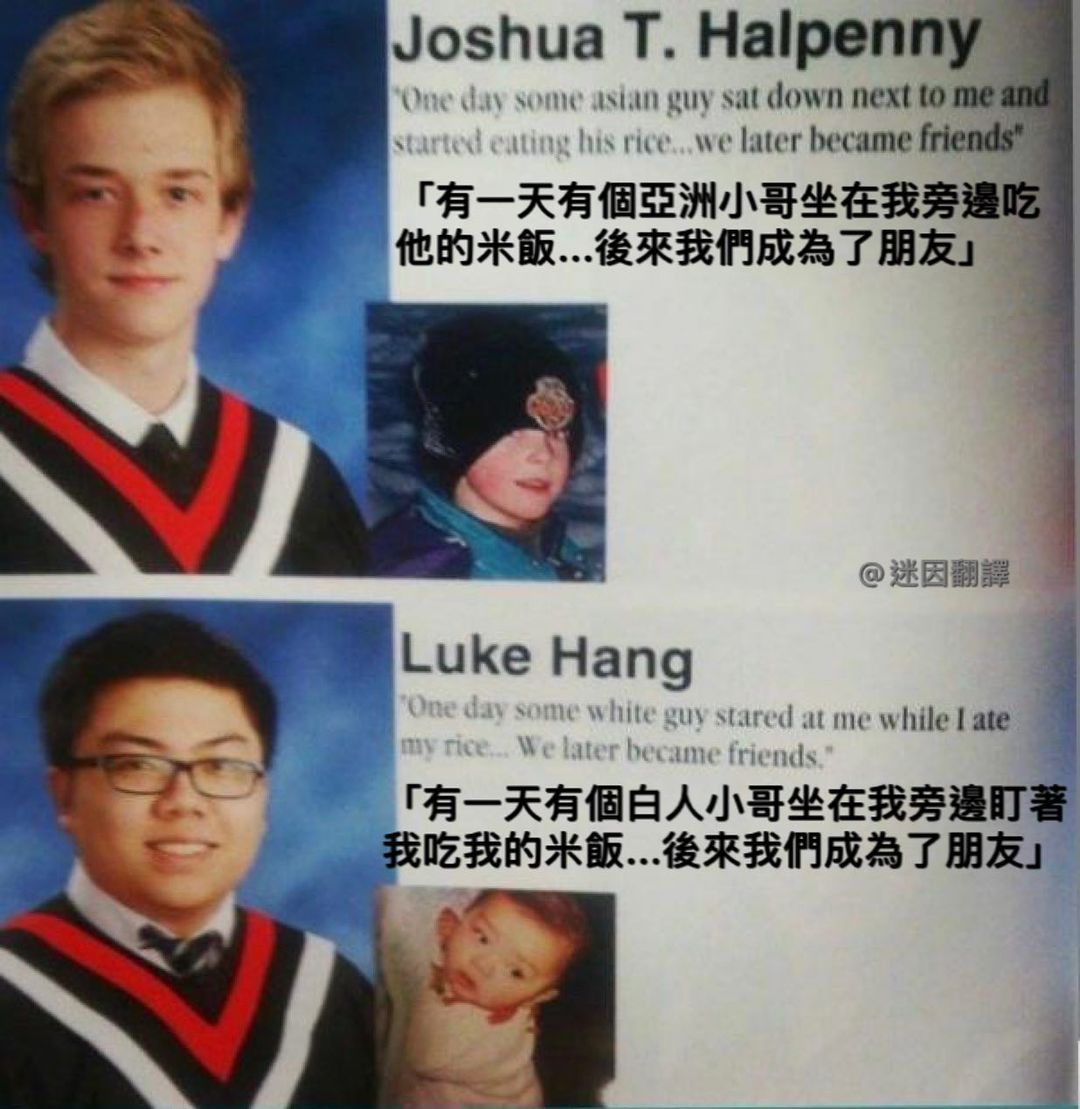 Joshua T. Halpenny
"One day some asian guy sat down next to me and
started eating his rice...we later became friends"
「有一天有個亞洲小哥坐在我旁邊吃
他的米飯...後來我們成為了朋友」
@迷因翻譯
Luke Hang
"One day some white guy stared at me while I ate
my rice... We later became friends."
「有一天有個白人小哥坐在我旁邊盯著
我吃我的米飯...後來我們成為了朋友」